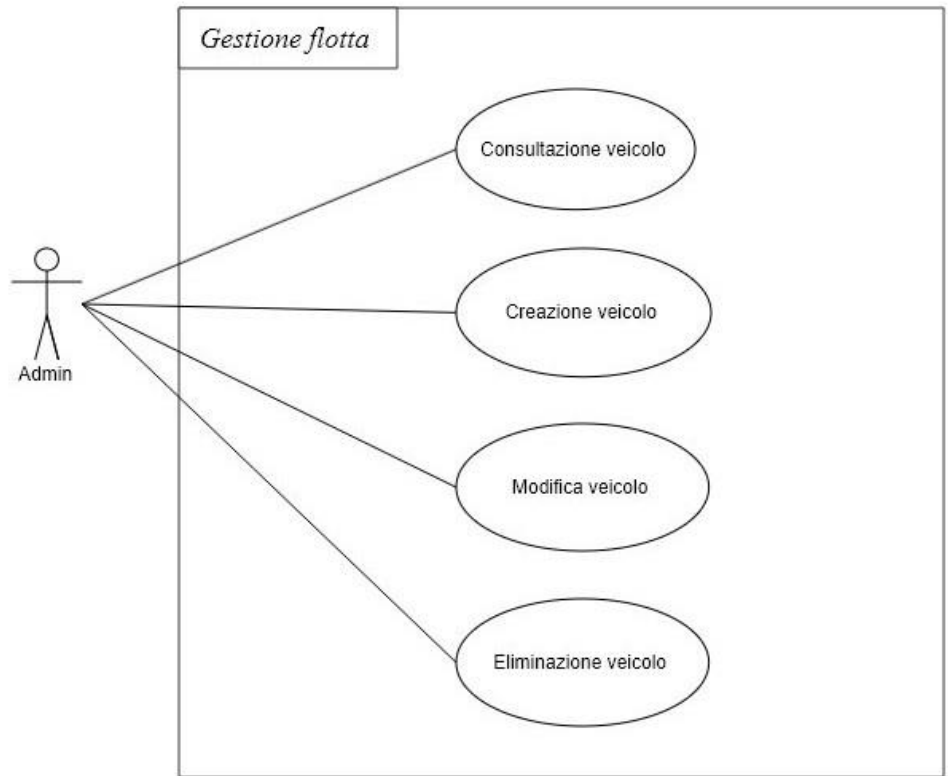 Gestione flotta
Consultazione veicolo
Creazione veicolo
Admin
Modifica veicolo
Eliminazione veicolo